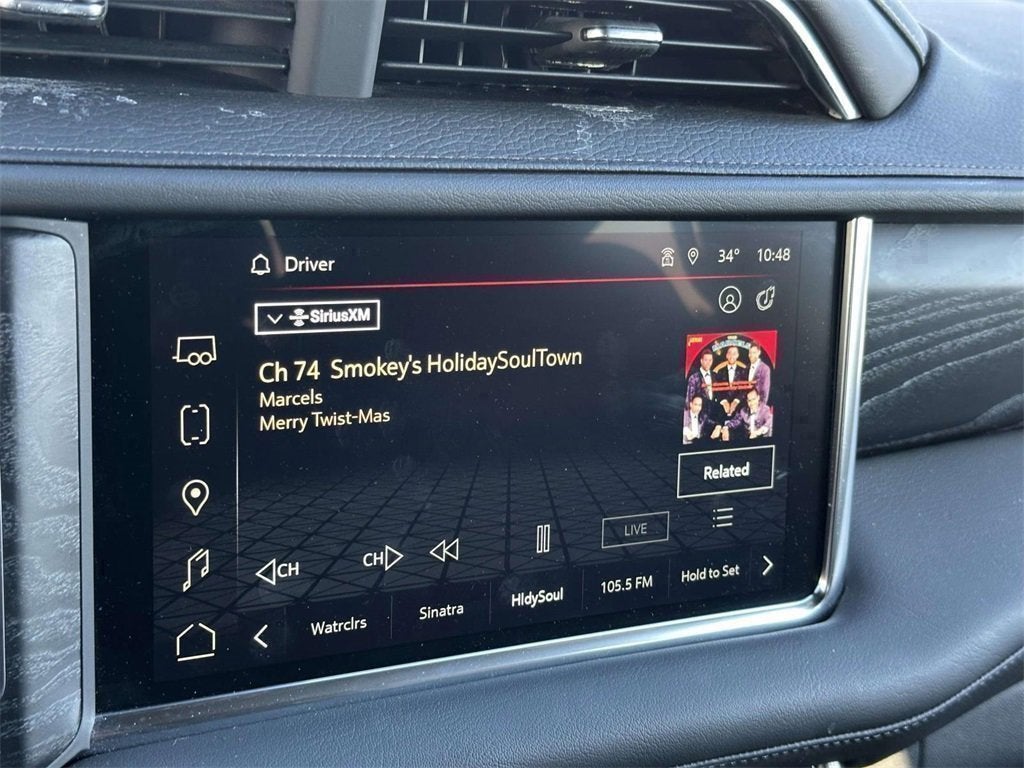 Driver
34° 10:48
SiriusXM
Ch 74 Smokey's HolidaySoulTown
Marcels
Merry Twist-Mas
Related
LIVE
CH CH
Watrclrs Sinatra HldySoul 105.5 FM Hold to Set